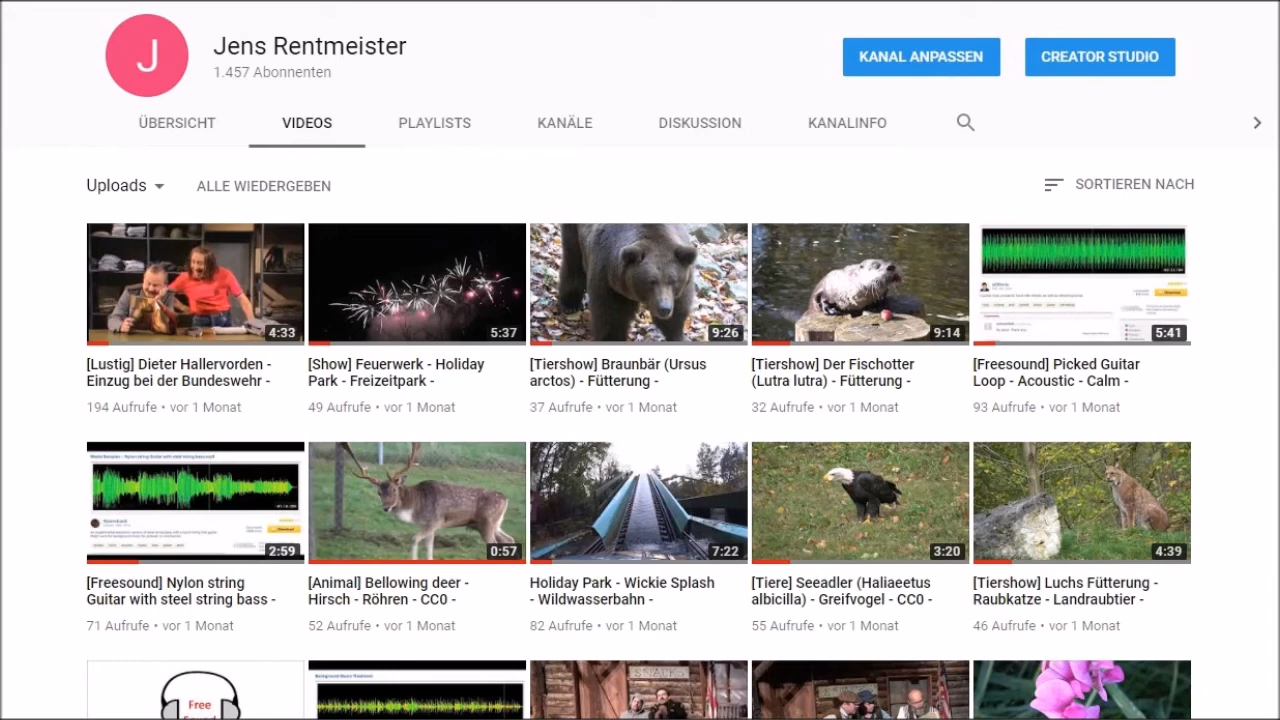 J
Jens Rentmeister
1.457 Abonnenten
KANAL ANPASSEN
CREATOR STUDIO
ÜBERSICHT
VIDEOS
PLAYLISTS
KANÄLE
DISKUSSION
KANALINFO
Uploads
ALLE WIEDERGEBEN
SORTIEREN NACH
4:33
5:37
9:26
9:14
5:41
[Lustig] Dieter Hallervorden -
Einzug bei der Bundeswehr -
194 Aufrufe • vor 1 Monat
[Show] Feuerwerk - Holiday
Park - Freizeitpark -
49 Aufrufe • vor 1 Monat
[Tiershow] Braunbär (Ursus
arctos) - Fütterung -
37 Aufrufe • vor 1 Monat
[Tiershow] Der Fischotter
(Lutra lutra) - Fütterung -
32 Aufrufe • vor 1 Monat
[Freesound] Picked Guitar
Loop - Acoustic - Calm -
93 Aufrufe • vor 1 Monat
2:59
0:57
7:22
3:20
4:39
[Freesound] Nylon string
Guitar with steel string bass -
71 Aufrufe • vor 1 Monat
[Animal] Bellowing deer -
Hirsch - Röhren - CC0 -
52 Aufrufe • vor 1 Monat
Holiday Park - Wickie Splash
- Wildwasserbahn -
82 Aufrufe • vor 1 Monat
[Tiere] Seeadler (Haliaeetus
albicilla) - Greifvogel - CC0 -
55 Aufrufe • vor 1 Monat
[Tiershow] Luchs Fütterung -
Raubkatze - Landraubtier -
46 Aufrufe • vor 1 Monat
Free
Sound